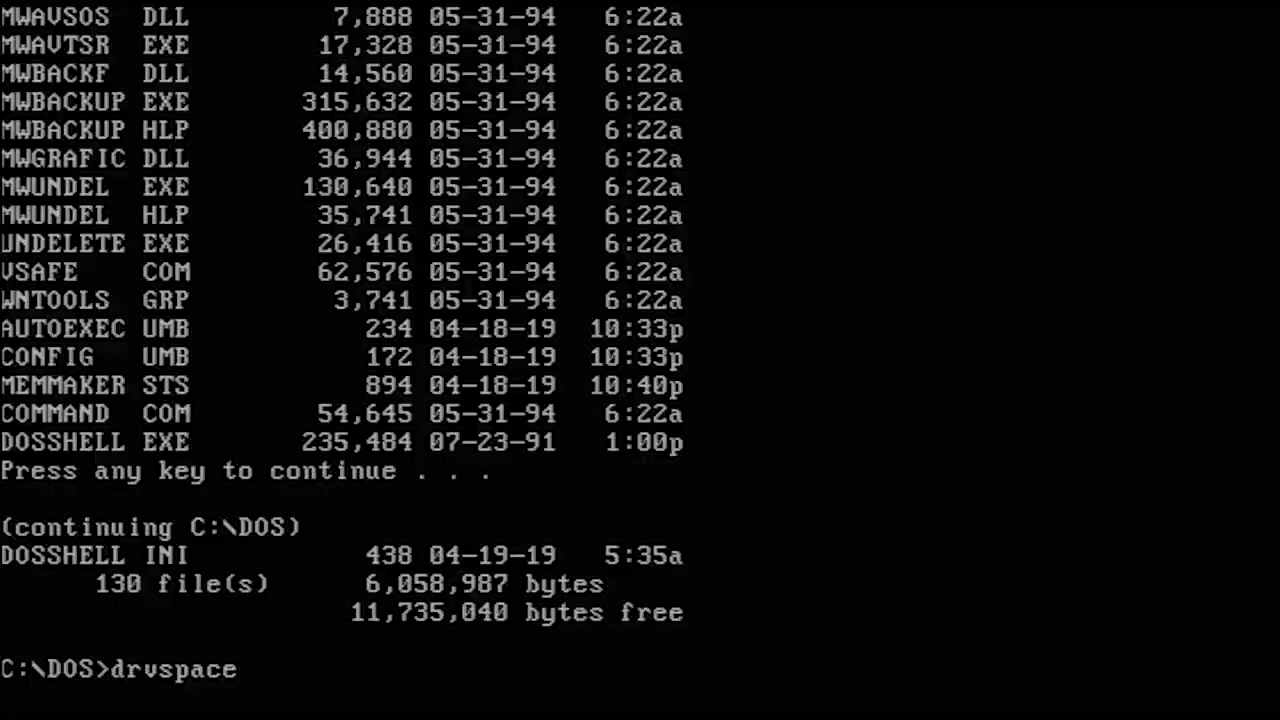 MWAVSOS  DLL         7,888 05-31-94   6:22a
MWAVTSR  EXE        17,328 05-31-94   6:22a
MWBACKF  DLL        14,560 05-31-94   6:22a
MWBACKUP EXE       315,632 05-31-94   6:22a
MWBACKUP HLP       400,880 05-31-94   6:22a
MWGRAFIC DLL        36,944 05-31-94   6:22a
MWUNDEL  EXE       130,640 05-31-94   6:22a
MWUNDEL  HLP        35,741 05-31-94   6:22a
UNDELETE EXE        26,416 05-31-94   6:22a
VSAFE    COM        62,576 05-31-94   6:22a
WNTOOLS  GRP         3,741 05-31-94   6:22a
AUTOEXEC UMB           234 04-18-19  10:33p
CONFIG   UMB           172 04-18-19  10:33p
MEMMAKER STS           894 04-18-19  10:40p
COMMAND  COM        54,645 05-31-94   6:22a
DOSSHELL EXE       235,484 07-23-91   1:00p
Press any key to continue . . .
(continuing C:\DOS)
DOSSHELL INI           438 04-19-19   5:35a
      130 file(s)      6,058,987 bytes
                      11,735,040 bytes free
C:\DOS>drvspace